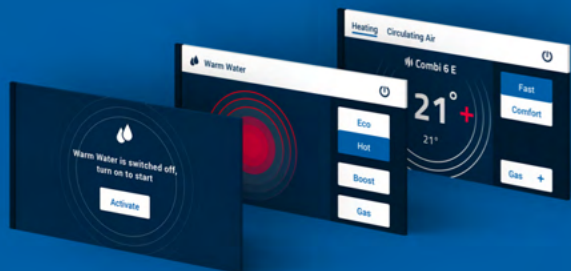 Warm Water is switched off,
turn on to start
Activate
Warm Water
Eco
Hot
Boost
Gas
Heating Circulating Air
Combi 6 E
21°+
21°
Fast
Comfort
Gas +